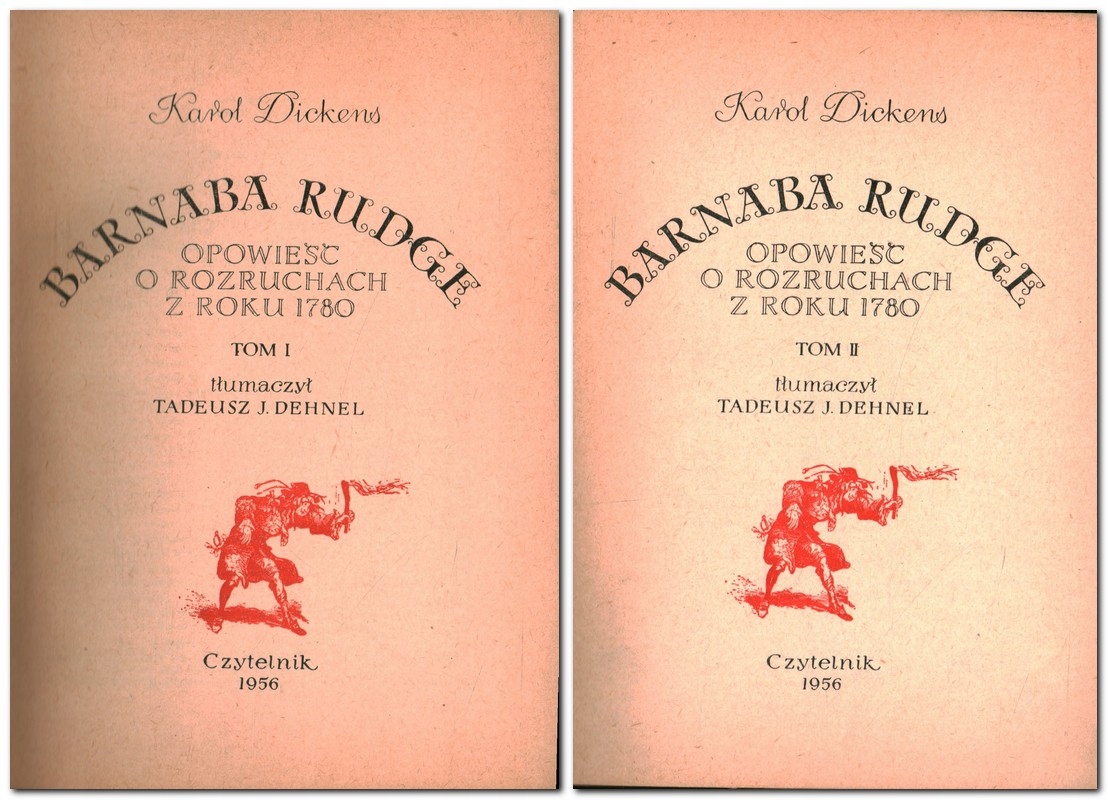 Karol Dickens
BARNABA RUDGE
OPOWIEŚĆ
O ROZRUCHACH
Z ROKU 1780
TOM I
tłumaczył
TADEUSZ J. DEHNEL
Czytelnik
1956
Karol Dickens
BARNABA RUDGE
OPOWIEŚĆ
O ROZRUCHACH
Z ROKU 1780
TOM II
tłumaczył
TADEUSZ J. DEHNEL
Czytelnik
1956